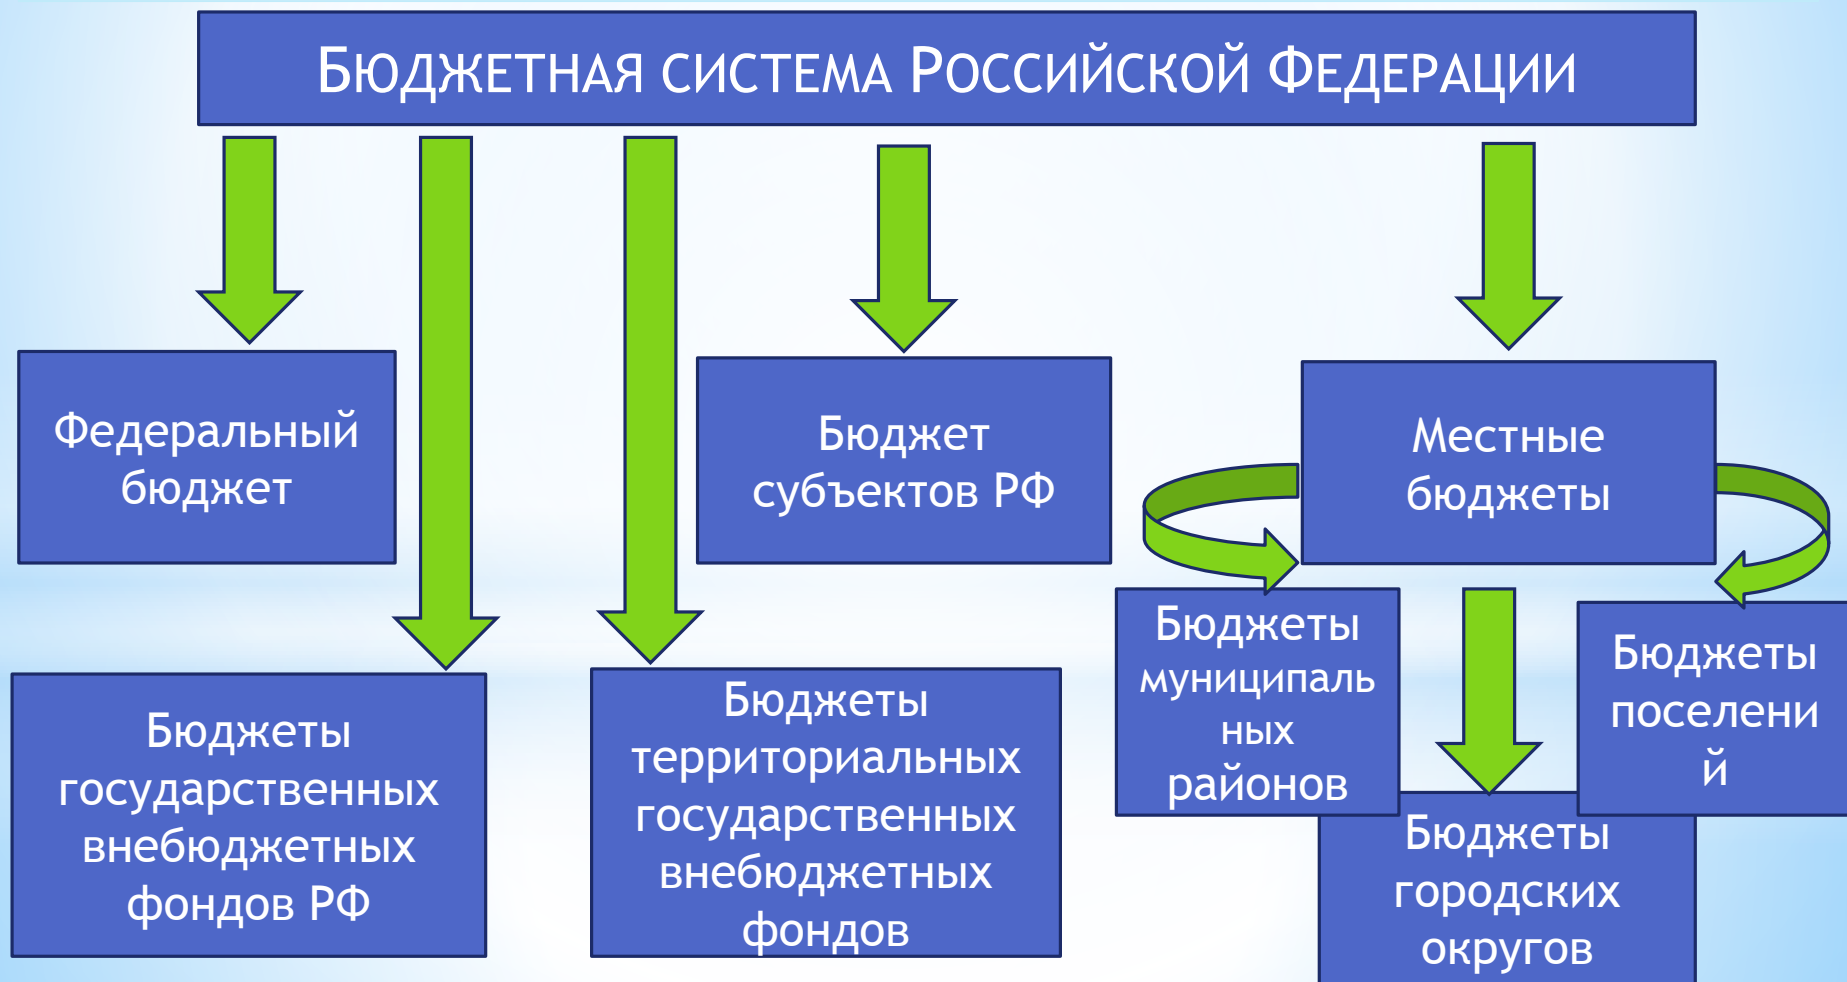 Бюджетная система Российской Федерации
Федеральный
бюджет
Бюджет
субъектов РФ
Местные
бюджеты
Бюджеты
государственных
внебюджетных
фондов РФ
Бюджеты
территориальных
государственных
внебюджетных
фондов
Бюджеты
муниципаль
ных
районов
Бюджеты
поселени
й
Бюджеты
городских
округов